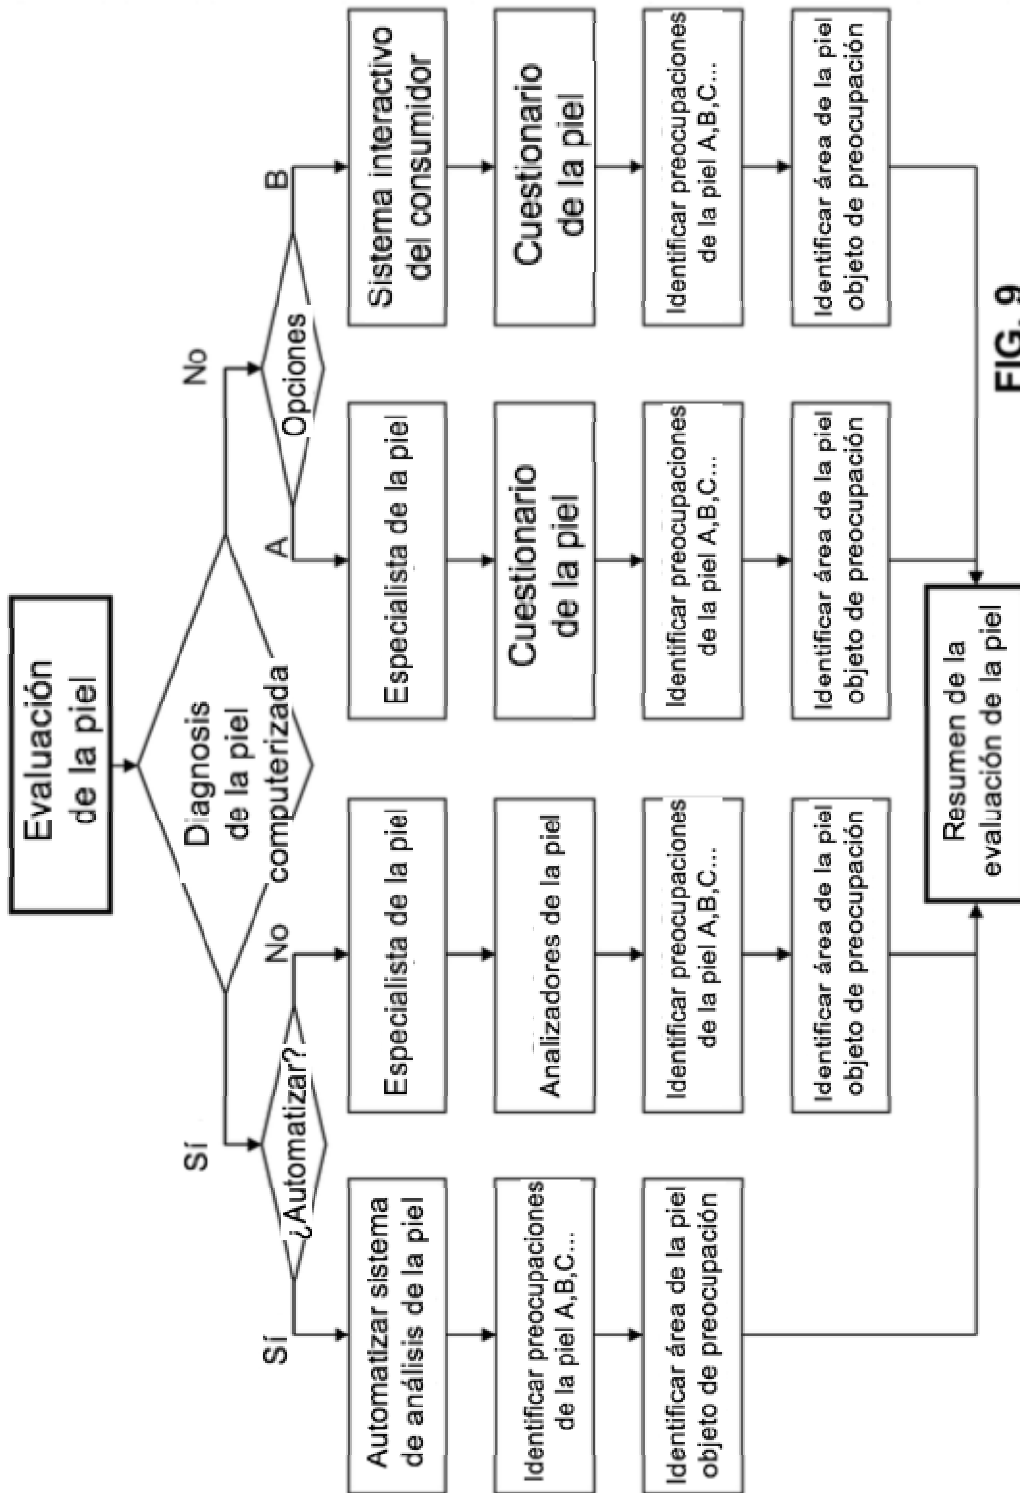 Evaluación
de la piel
Diagnosis
de la piel
computerizada
Sí
No
¿Automatizar?
Opciones
Sí
No
A
B
Automatizar sistema
de análisis de la piel
Especialista de la piel
Especialista de la piel
Sistema interactivo
del consumidor
Identificar preocupaciones
de la piel A,B,C...
Analizadores de la piel
Cuestionario
de la piel
Cuestionario
de la piel
Identificar área de la piel
objeto de preocupación
Identificar preocupaciones
de la piel A,B,C...
Identificar preocupaciones
de la piel A,B,C...
Identificar preocupaciones
de la piel A,B,C...
Identificar área de la piel
objeto de preocupación
Identificar área de la piel
objeto de preocupación
Identificar área de la piel
objeto de preocupación
Resumen de la
evaluación de la piel
FIG. 9